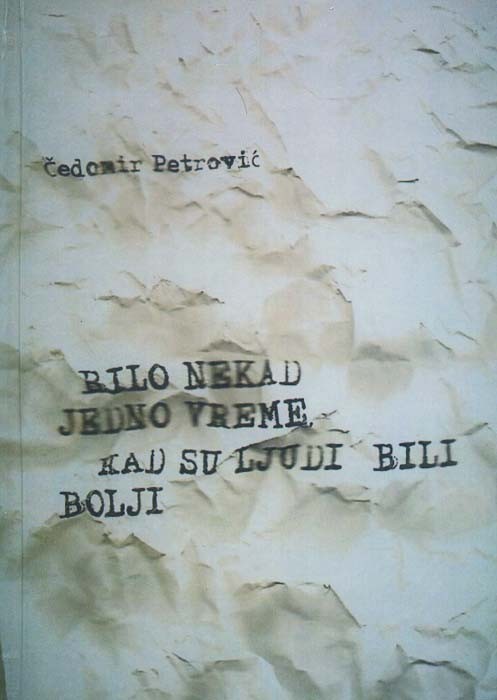 Čedomir Petrović
BILO NEKAD
JEDNO VREME
KAD SU LJUDI BILI
BOLJI